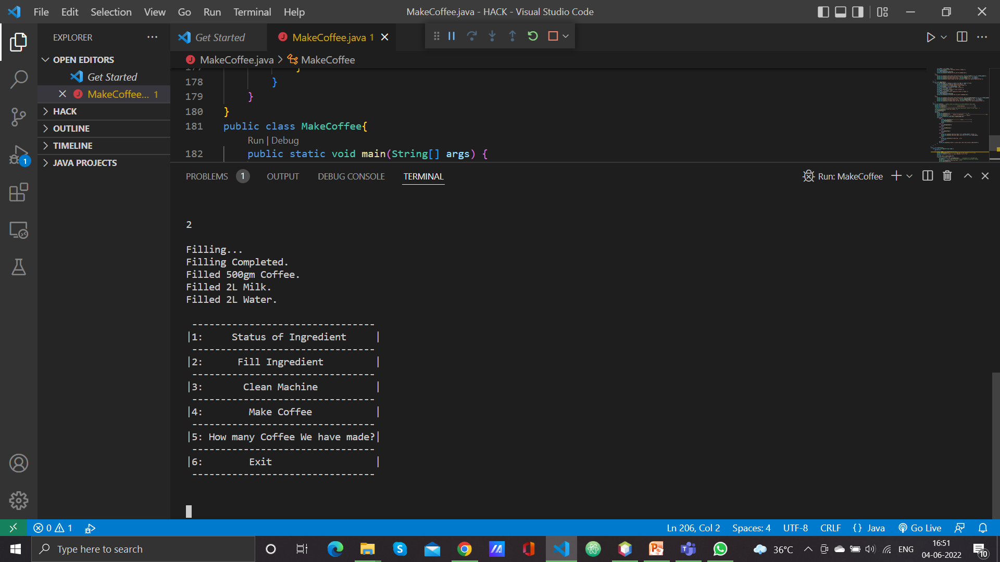 File Edit Selection View Go Run Terminal Help
MakeCoffee.java - HACK - Visual Studio Code
EXPLORER
Get Started
MakeCoffee.java 1
OPEN EDITORS
Get Started
MakeCoffee... 1
HACK
OUTLINE
TIMELINE
JAVA PROJECTS
1
MakeCoffee.java > MakeCoffee
177 }
178 }
179 }
180 }
181 public class MakeCoffee{
Run | Debug
182 public static void main(String[] args) {
PROBLEMS 1 OUTPUT DEBUG CONSOLE TERMINAL
Run: MakeCoffee
2
Filling...
Filling Completed.
Filled 500gm Coffee.
Filled 2L Milk.
Filled 2L Water.
--------------------------------
|1: Status of Ingredient |
--------------------------------
|2: Fill Ingredient |
--------------------------------
|3: Clean Machine |
--------------------------------
|4: Make Coffee |
--------------------------------
|5: How many Coffee We have made?|
--------------------------------
|6: Exit |
--------------------------------
0 1
Ln 206, Col 2 Spaces: 4 UTF-8 CRLF {} Java Go Live
Type here to search
36°C
ENG
16:51
04-06-2022
10